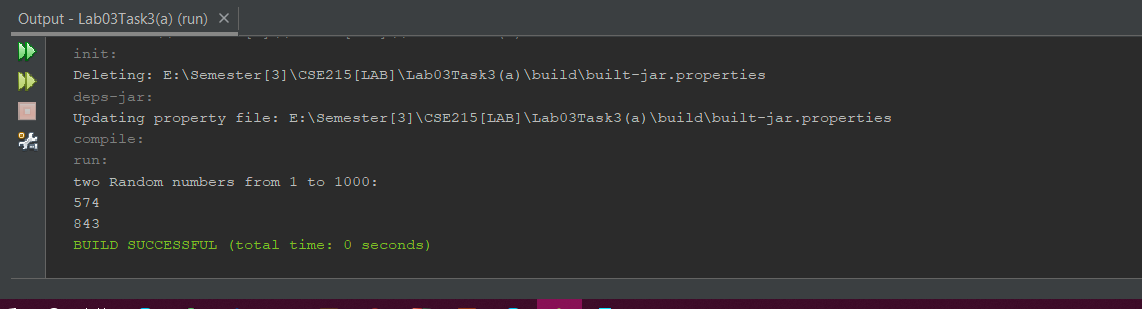 Output - Lab03Task3(a) (run)
init:
Deleting: E:\Semester[3]\CSE215[LAB]\Lab03Task3(a)\build\built-jar.properties
deps-jar:
Updating property file: E:\Semester[3]\CSE215[LAB]\Lab03Task3(a)\build\built-jar.properties
compile:
run:
two Random numbers from 1 to 1000:
574
843
BUILD SUCCESSFUL (total time: 0 seconds)